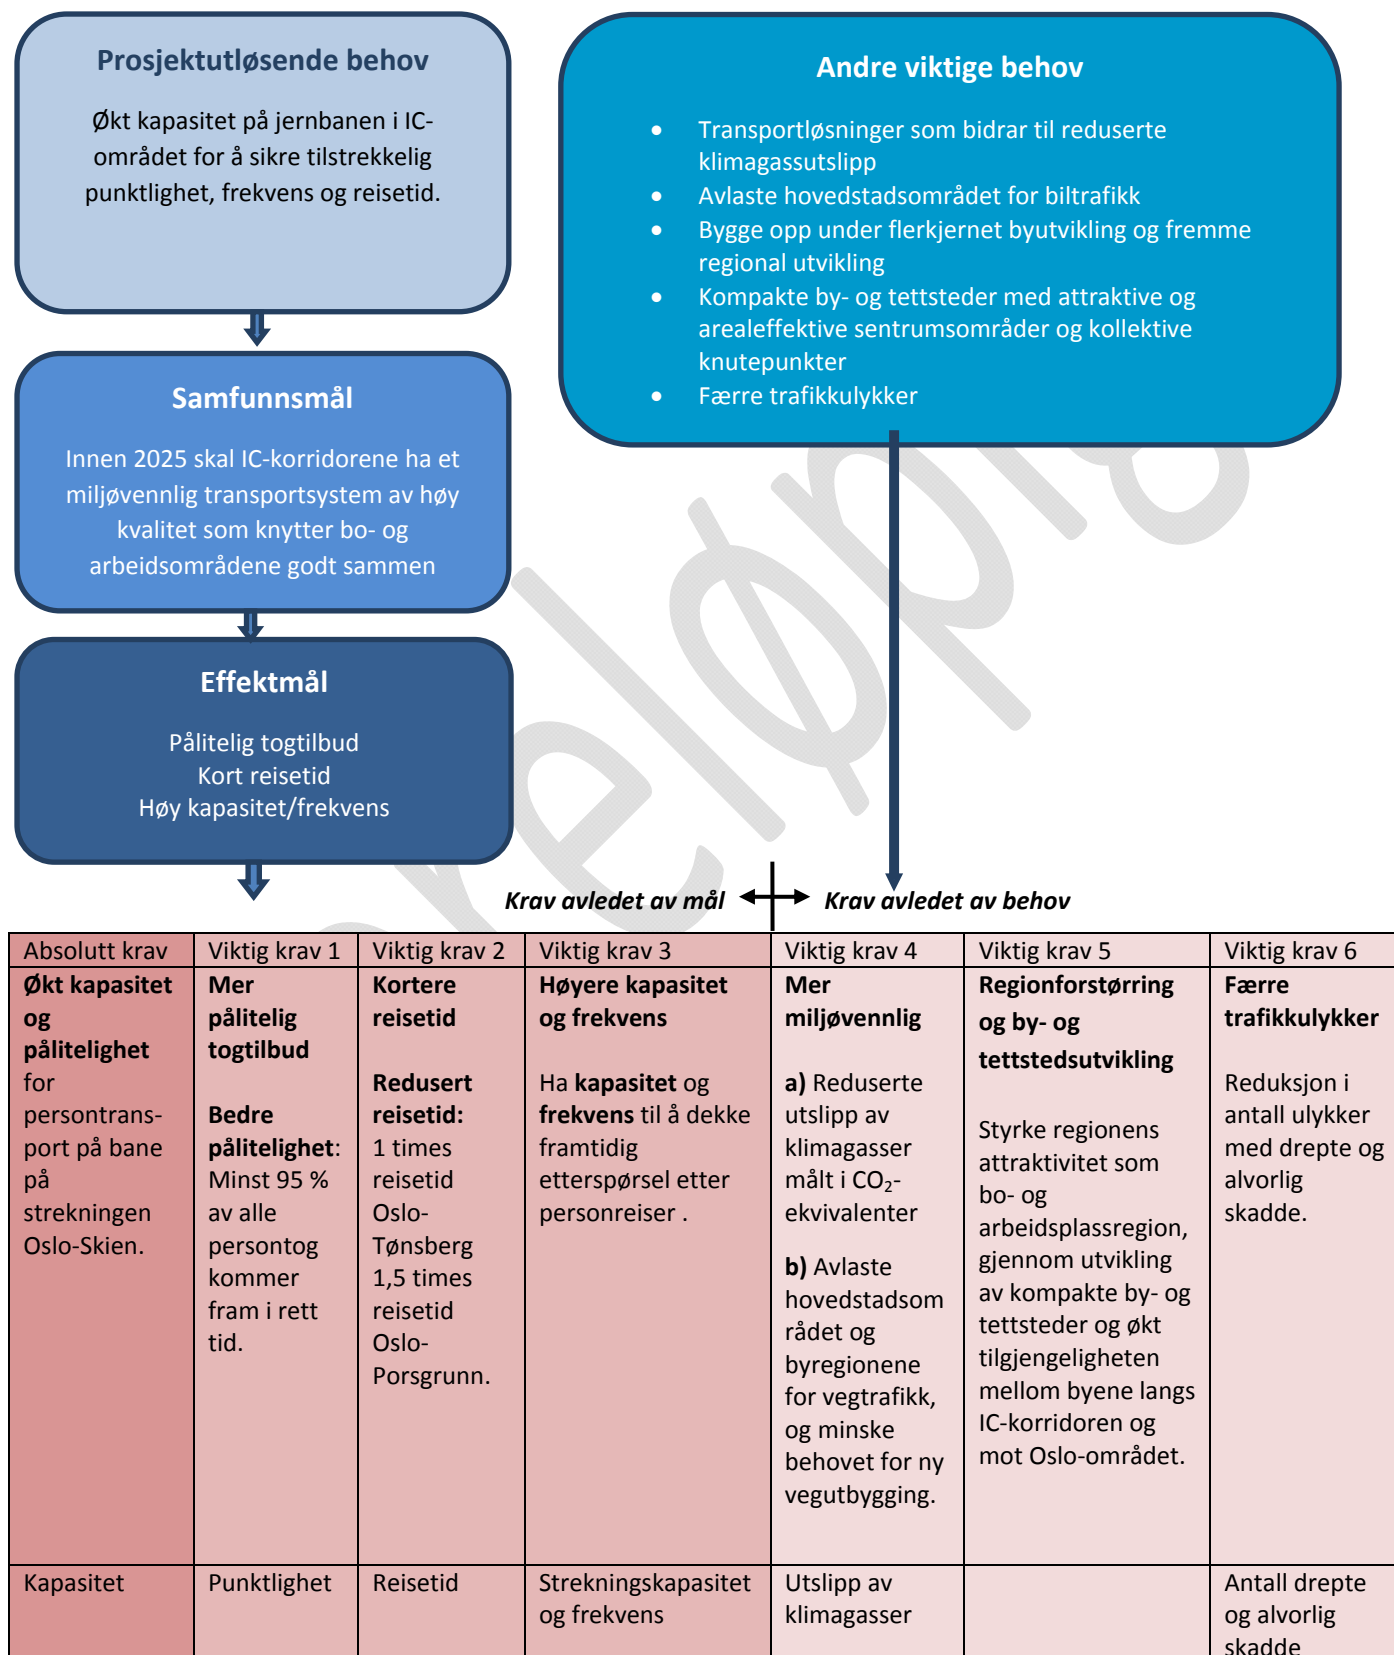 Prosjektutløsende behov
Økt kapasitet på jernbanen i IC-
området for å sikre tilstrekkelig
punktlighet, frekvens og reisetid.
Andre viktige behov
• Transportløsninger som bidrar til reduserte
klimagassutslipp
• Avlaste hovedstadsområdet for biltrafikk
• Bygge opp under flerkjernet byutvikling og fremme
regional utvikling
• Kompakte by- og tettsteder med attraktive og
arealeffektive sentrumsområder og kollektive
knutepunkter
• Færre trafikkulykker
Samfunnsmål
Innen 2025 skal IC-korridorene ha et
miljøvennlig transportsystem av høy
kvalitet som knytter bo- og
arbeidsområdene godt sammen
Effektmål
Pålitelig togtilbud
Kort reisetid
Høy kapasitet/frekvens
Krav avledet av mål
Krav avledet av behov
Absolutt krav
Økt kapasitet
og
pålitelighet
for
persontrans-
port på bane
på
strekningen
Oslo-Skien.
Kapasitet
Viktig krav 1
Mer
pålitelig
togtilbud
Bedre
pålitelighet:
Minst 95 %
av alle
persontog
kommer
fram i rett
tid.
Punktlighet
Viktig krav 2
Kortere
reisetid
Redusert
reisetid:
1 times
reisetid
Oslo-
Tønsberg
1,5 times
reisetid
Oslo-
Porsgrunn.
Reisetid
Viktig krav 3
Høyere kapasitet
og frekvens
Ha kapasitet og
frekvens til å dekke
framtidig
etterspørsel etter
personreiser .
Strekningskapasitet
og frekvens
Viktig krav 4
Mer
miljøvennlig
a) Reduserte
utslipp av
klimagasser
målt i CO₂-
ekvivalenter
b) Avlaste
hovedstadsom
rådet og
byregionene
for vegtrafikk,
og minske
behovet for ny
vegutbygging.
Utslipp av
klimagasser
Viktig krav 5
Regionforstørring
og by- og
tettstedsutvikling
Styrke regionens
attraktivitet som
bo- og
arbeidsplassregion,
gjennom utvikling
av kompakte by- og
tettsteder og økt
tilgjengeligheten
mellom byene langs
IC-korridoren og
mot Oslo-området.
Viktig krav 6
Færre
trafikkulykker
Reduksjon i
antall ulykker
med drepte og
alvorlig
skadde.
Antall drepte
og alvorlig
skadde